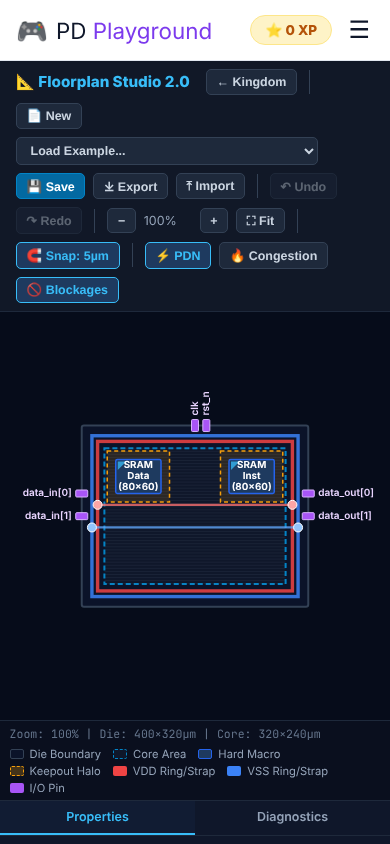 PD Playground
0 XP
Floorplan Studio 2.0
← Kingdom
New
Load Example...
Save
Export
Import
Undo
Redo
−
100%
+
Fit
Snap: 5μm
PDN
Congestion
Blockages
clk
rst_n
SRAM
Data
(80×60)
SRAM
Inst
(80×60)
data_in[0]
data_out[0]
data_in[1]
data_out[1]
Zoom: 100% | Die: 400×320μm | Core: 320×240μm
Die Boundary
Core Area
Hard Macro
Keepout Halo
VDD Ring/Strap
VSS Ring/Strap
I/O Pin
Properties
Diagnostics